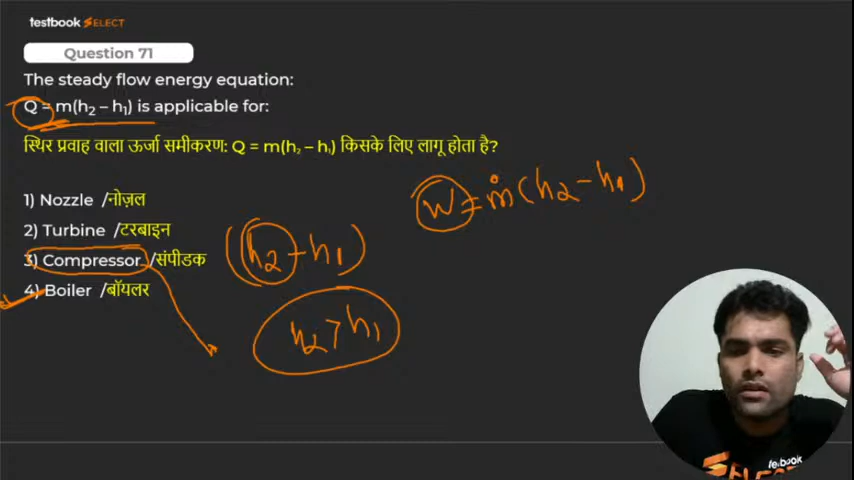 testbook SELECT
Question 71
The steady flow energy equation:
Q = m(h₂ – h₁) is applicable for:
स्थिर प्रवाह वाला ऊर्जा समीकरण: Q = m(h₂ – h₁) किसके लिए लागू होता है?
1) Nozzle /नोज़ल
2) Turbine /टरबाइन
3) Compressor /संपीडक
4) Boiler /बॉयलर
W = ṁ(h₂ – h₁)
(h₂ – h₁)
h₂ > h₁
testbook
SELECT